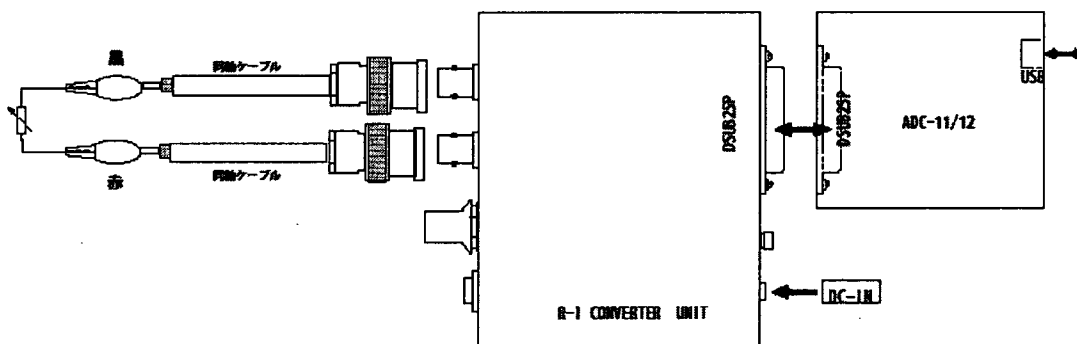 黒
同軸ケーブル
同軸ケーブル
赤
DSUB25P
DSUB25P
ADC-11/12
USB
DC-IN
R-I CONVERTER UNIT